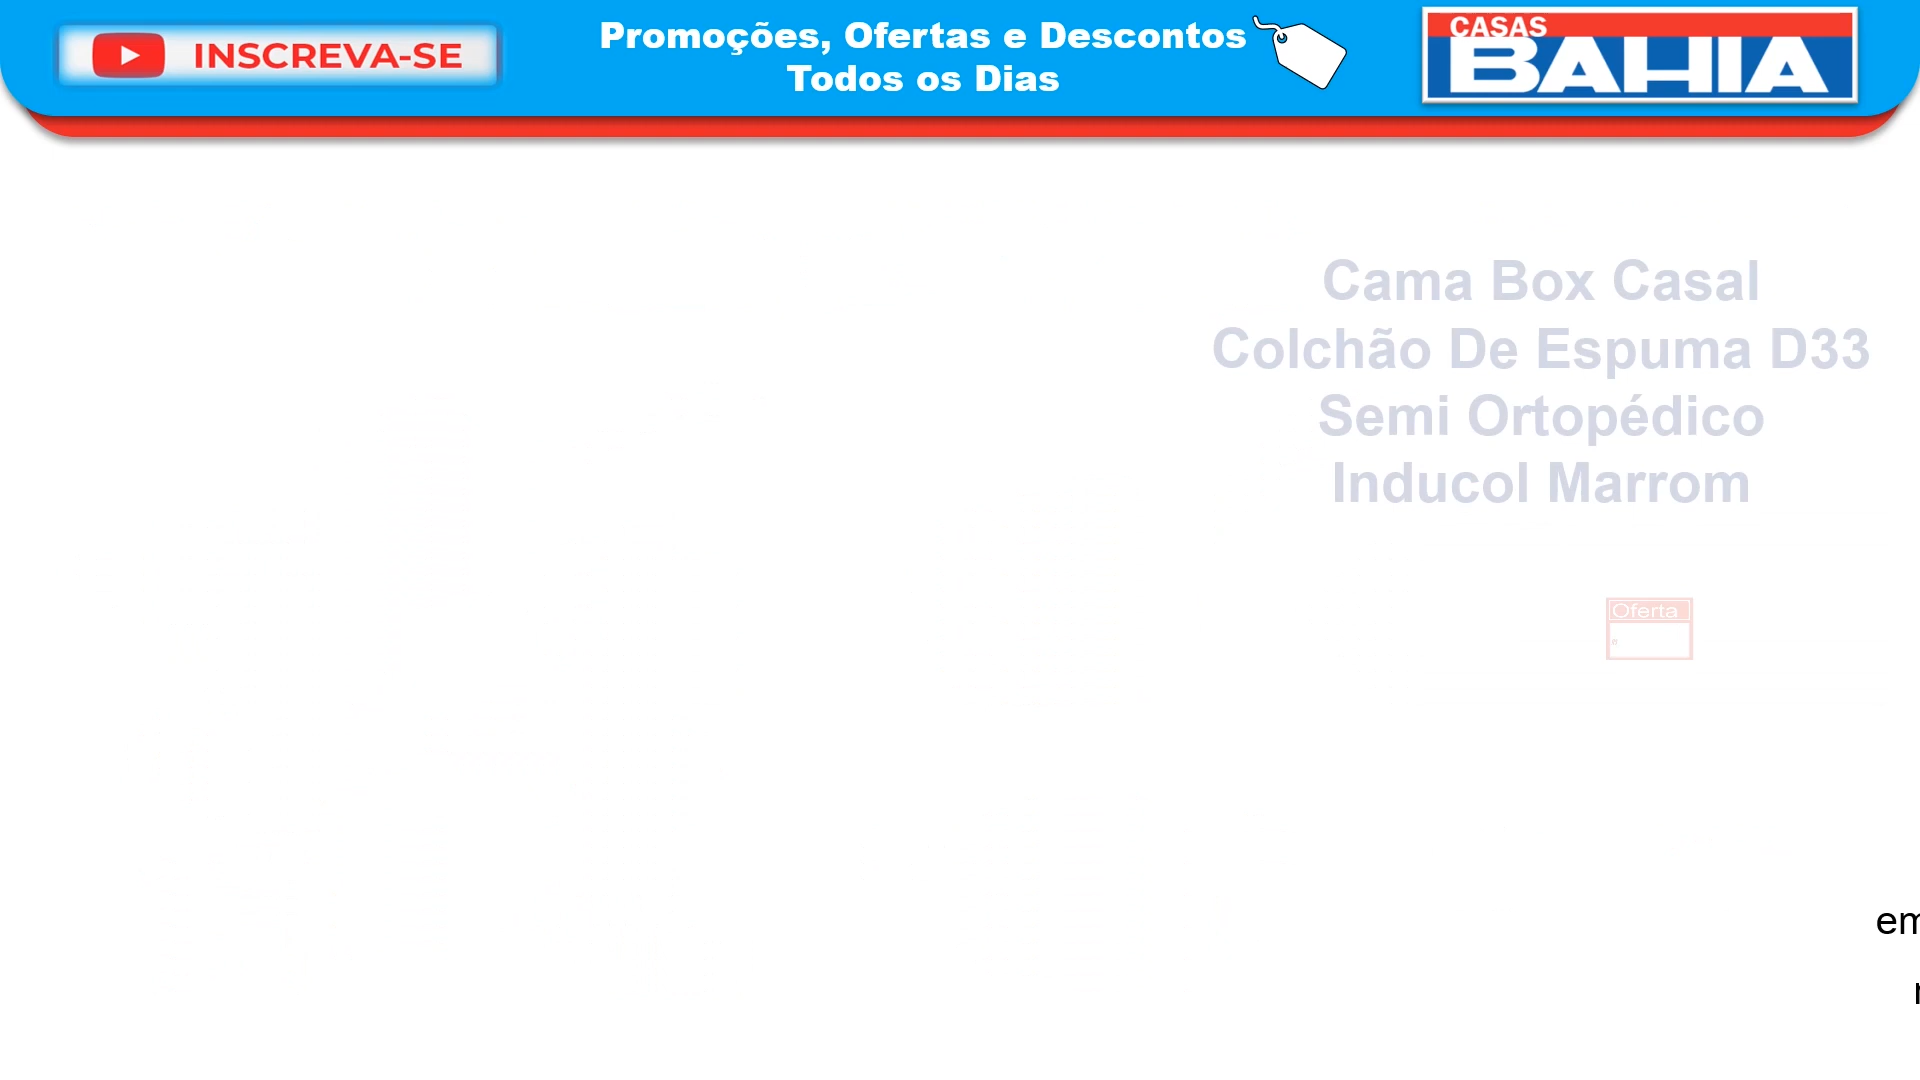 INSCREVA-SE
Promoções, Ofertas e Descontos
Todos os Dias
CASAS
BAHIA
Cama Box Casal
Colchão De Espuma D33
Semi Ortopédico
Inducol Marrom
Oferta
em